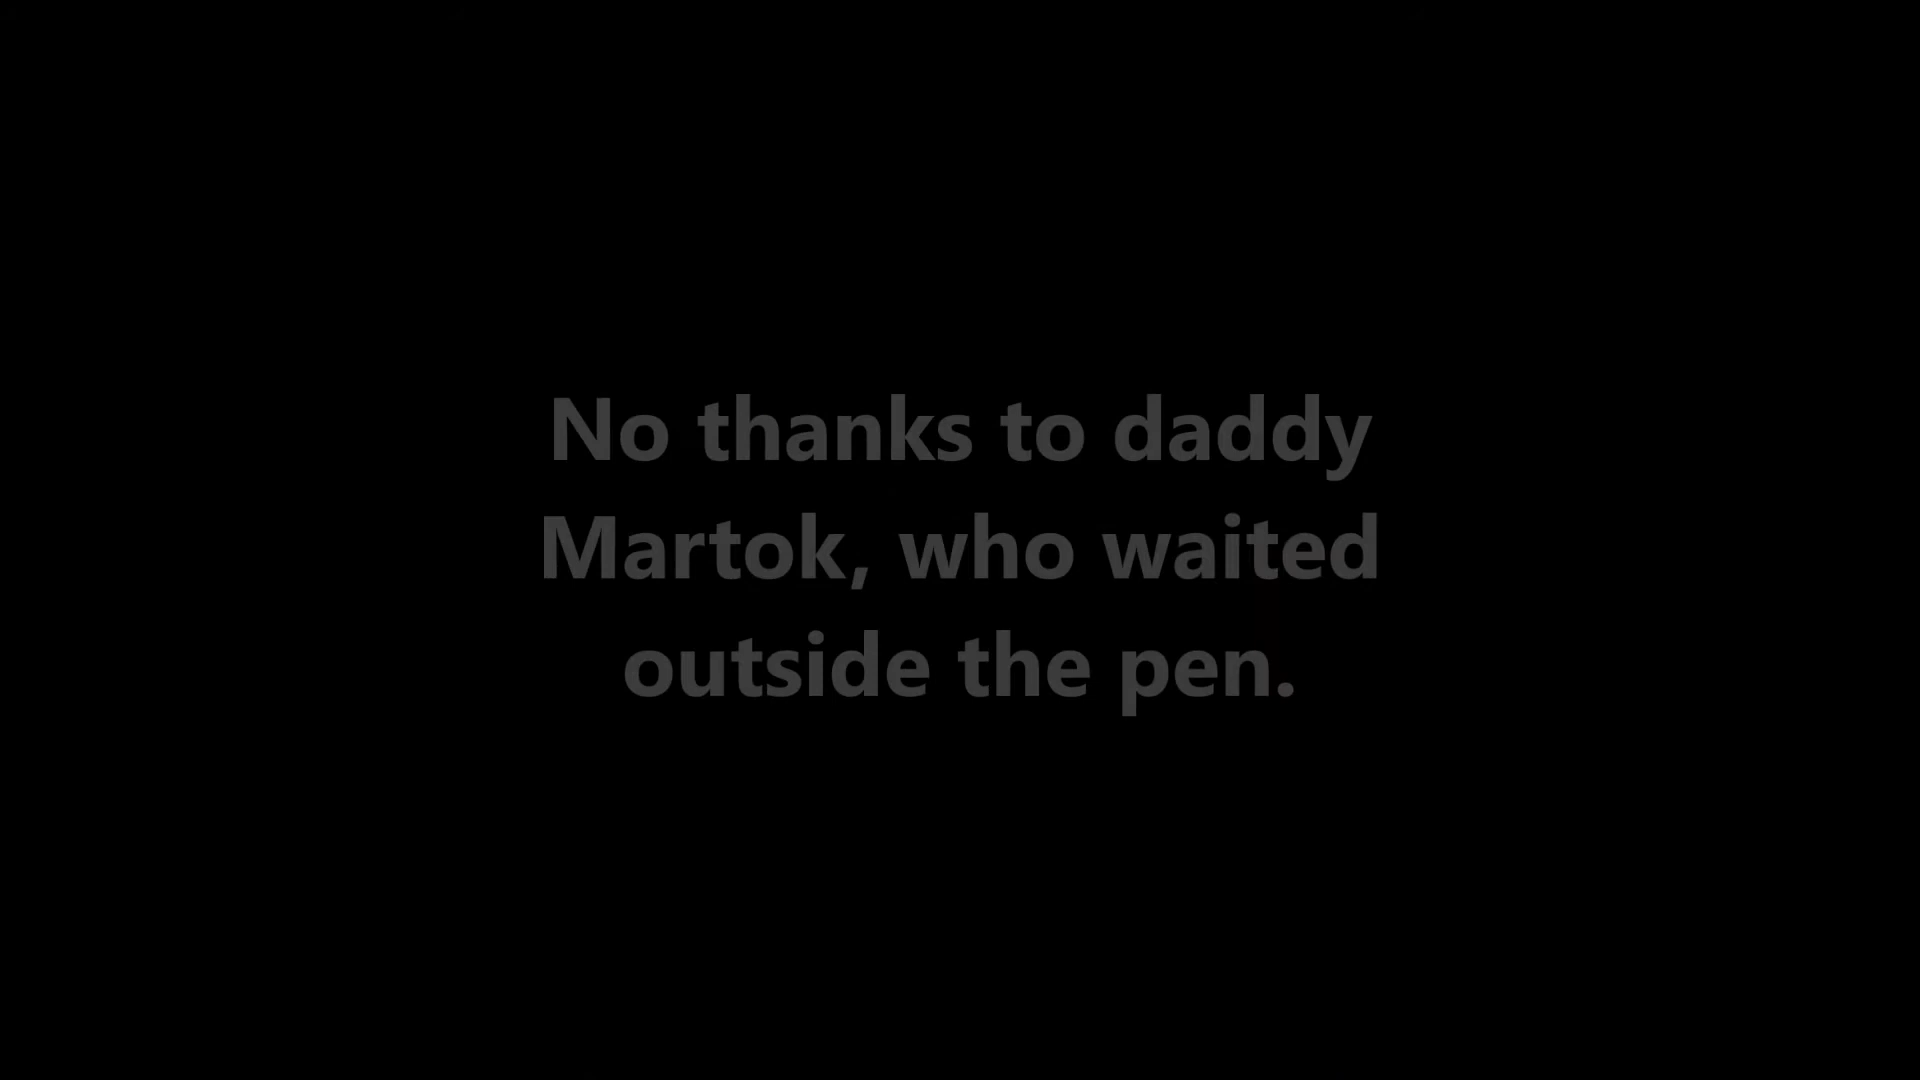 No thanks to daddy
Martok, who waited
outside the pen.